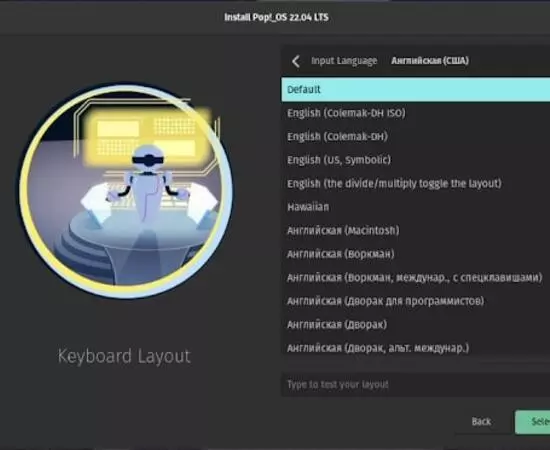 Install Pop!_OS 22.04 LTS
Input Language Английская (США)
Default
English (Colemak-DH ISO)
English (Colemak-DH)
English (US, Symbolic)
English (the divide/multiply toggle the layout)
Hawaiian
Английская (Macintosh)
Английская (Воркман)
Английская (Воркман, междунар., с спецклавишами)
Английская (Дворак для программистов)
Английская (Дворак)
Английская (Дворак, альт. междунар.)
Keyboard Layout
Type to test your layout
Back